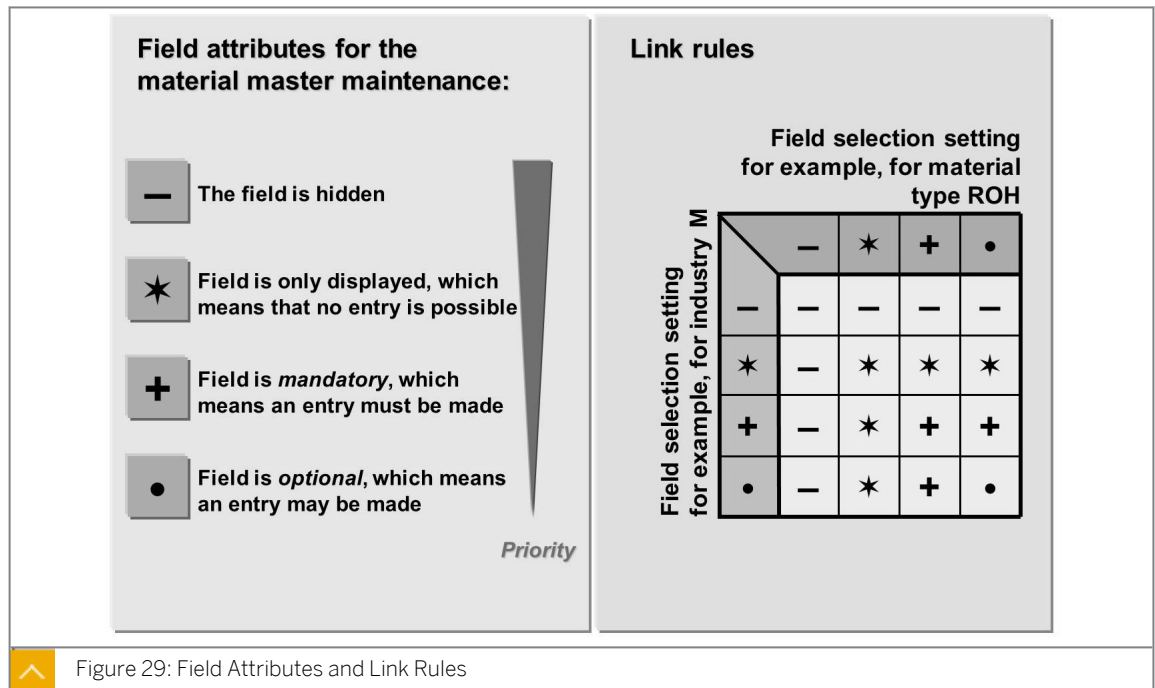 Field attributes for the
material master maintenance:
– The field is hidden
✶ Field is only displayed, which
means that no entry is possible
+ Field is mandatory, which
means an entry must be made
• Field is optional, which means
an entry may be made
Priority
Link rules
Field selection setting
for example, for material
type ROH
Field selection setting
for example, for industry M
– ✶ + •
– – – – –
✶ – ✶ ✶ ✶
+ – ✶ + +
• – ✶ + •
Figure 29: Field Attributes and Link Rules